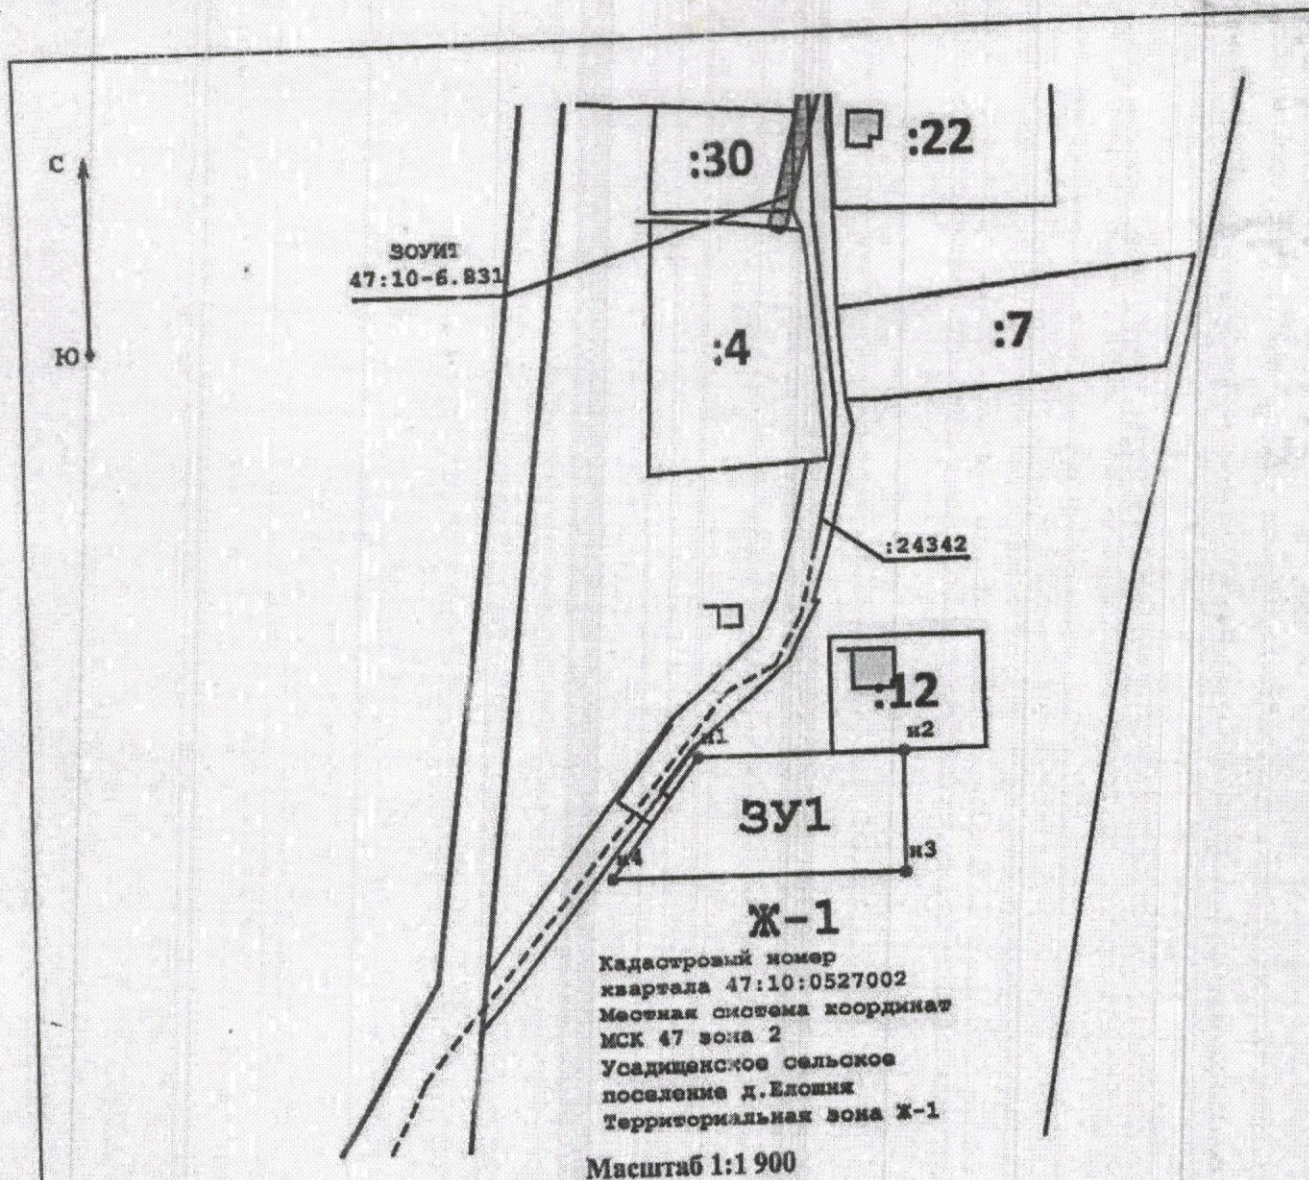 С
:30
:22
ЗОУИТ
47:10-6.831
Ю
:4
:7
:24342
:12
н1
н2
ЗУ1
н4
н3
Ж-1
Кадастровый номер
квартала 47:10:0527002
Местная система координат
МСК 47 зона 2
Усадищенское сельское
поселение д.Елошня
Территориальная зона Ж-1
Масштаб 1:1 900